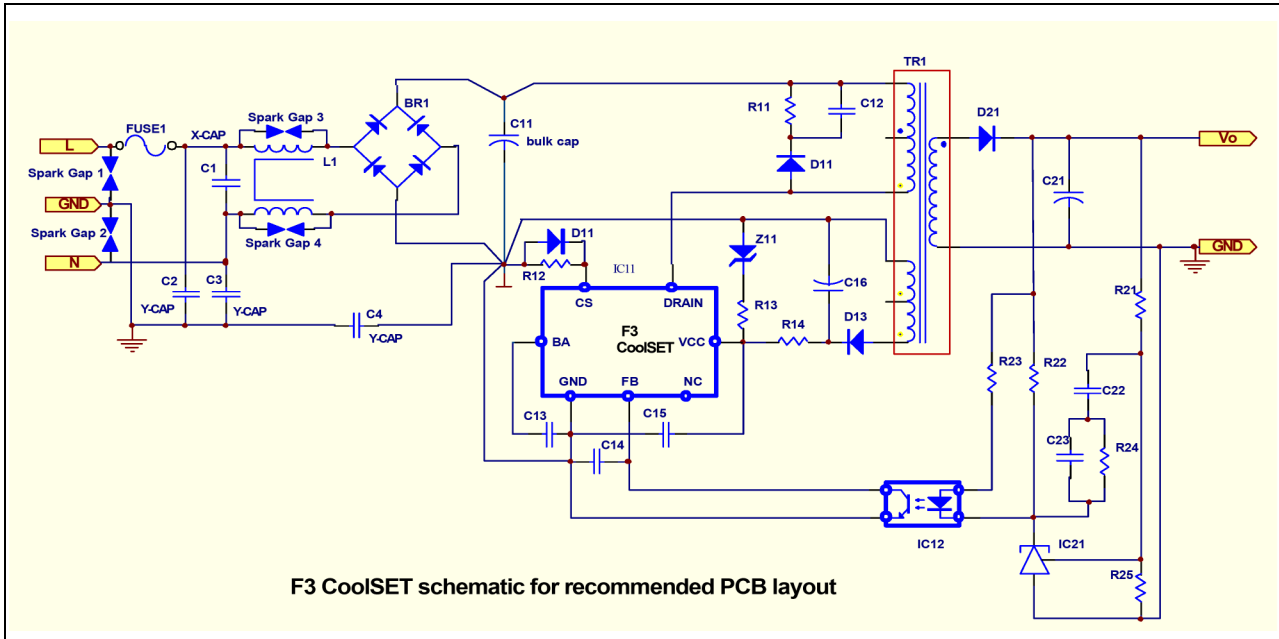 TR1
BR1
C11
bulk cap
R11
C12
D21
Spark Gap 3
FUSE1
X-CAP
L
L1
Vo
Spark Gap 1
C1
D11
C21
GND
Spark Gap 2
Spark Gap 4
D11
Z11
GND
N
R12
IC11
C2
C3
CS
DRAIN
C16
R21
Y-CAP
Y-CAP
R13
C4
Y-CAP
F3
CoolSET
BA
VCC
R14
D13
R23
R22
GND
FB
NC
C22
C13
C15
C14
C23
R24
IC12
IC21
R25
F3 CoolSET schematic for recommended PCB layout